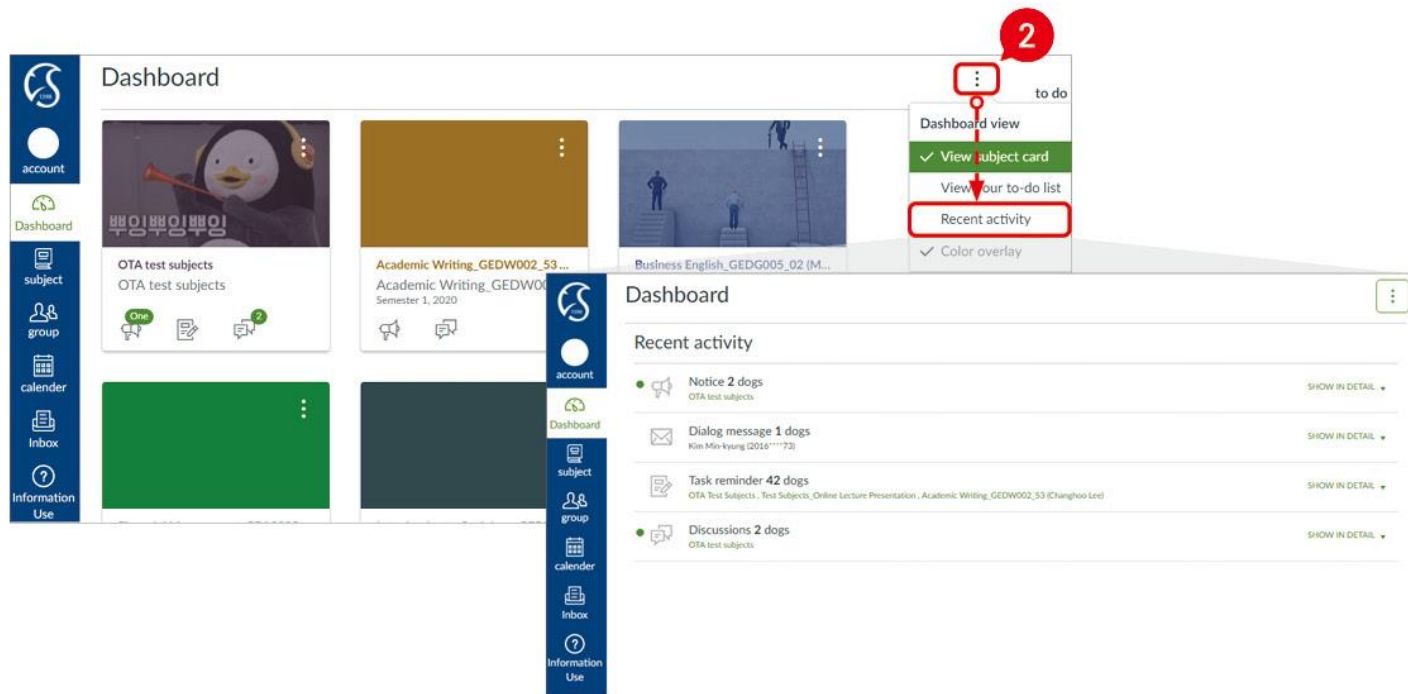 2
Dashboard
to do
account
Dashboard
subject
group
calender
Inbox
Information
Use
Dashboard view
View subject card
View your to-do list
Recent activity
Color overlay
뿌잉뿌잉뿌잉
OTA test subjects
OTA test subjects
One
2
Academic Writing_GEDW002_53...
Academic Writing_GEDW00
Semester 1, 2020
Business English_GEDG005_02 (M...
Dashboard
Recent activity
account
Dashboard
subject
group
calender
Inbox
Information
Use
Notice 2 dogs
OTA test subjects
SHOW IN DETAIL
Dialog message 1 dogs
Kim Min-kyung (2016****73)
SHOW IN DETAIL
Task reminder 42 dogs
OTA Test Subjects , Test Subjects_Online Lecture Presentation , Academic Writing_GEDW002_53 (Changhoo Lee)
SHOW IN DETAIL
Discussions 2 dogs
OTA test subjects
SHOW IN DETAIL